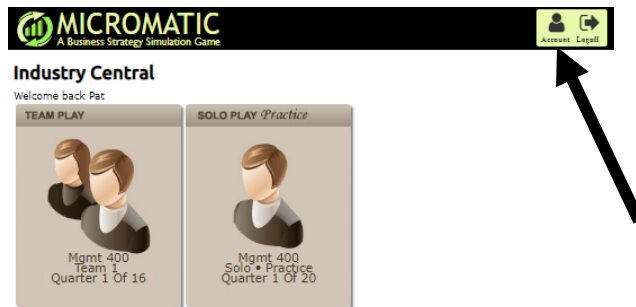 MICROMATIC
A Business Strategy Simulation Game
Account Logoff
Industry Central
Welcome back Pat
TEAM PLAY
Mgmt 400
Team 1
Quarter 1 Of 16
SOLO PLAY Practice
Mgmt 400
Solo • Practice
Quarter 1 Of 20